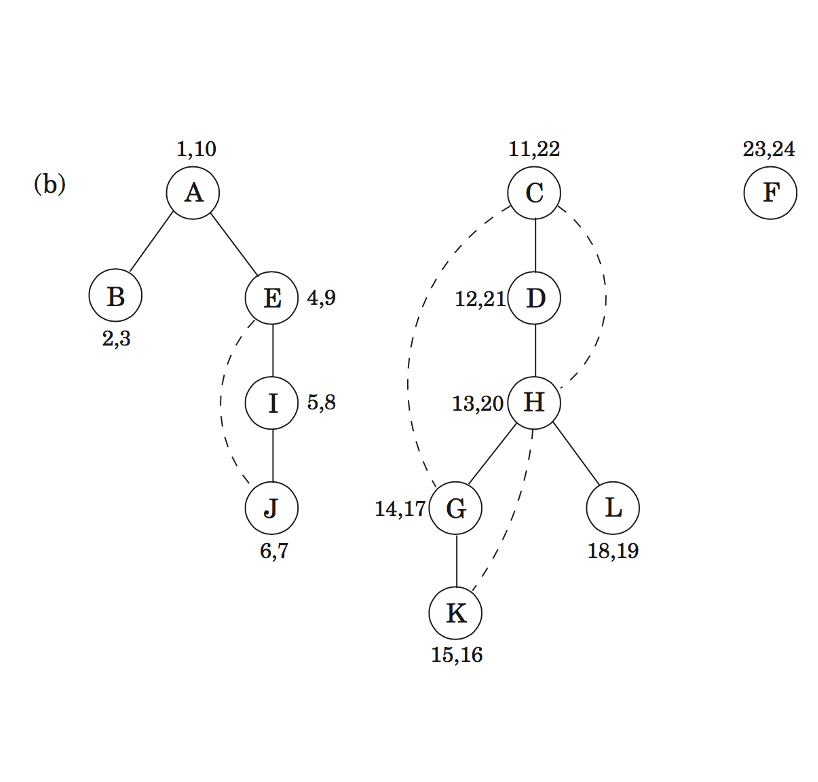 1,10
11,22
23,24
(b)
A
C
F
B
E
4,9
12,21
D
2,3
I
5,8
13,20
H
J
14,17
G
L
6,7
18,19
K
15,16